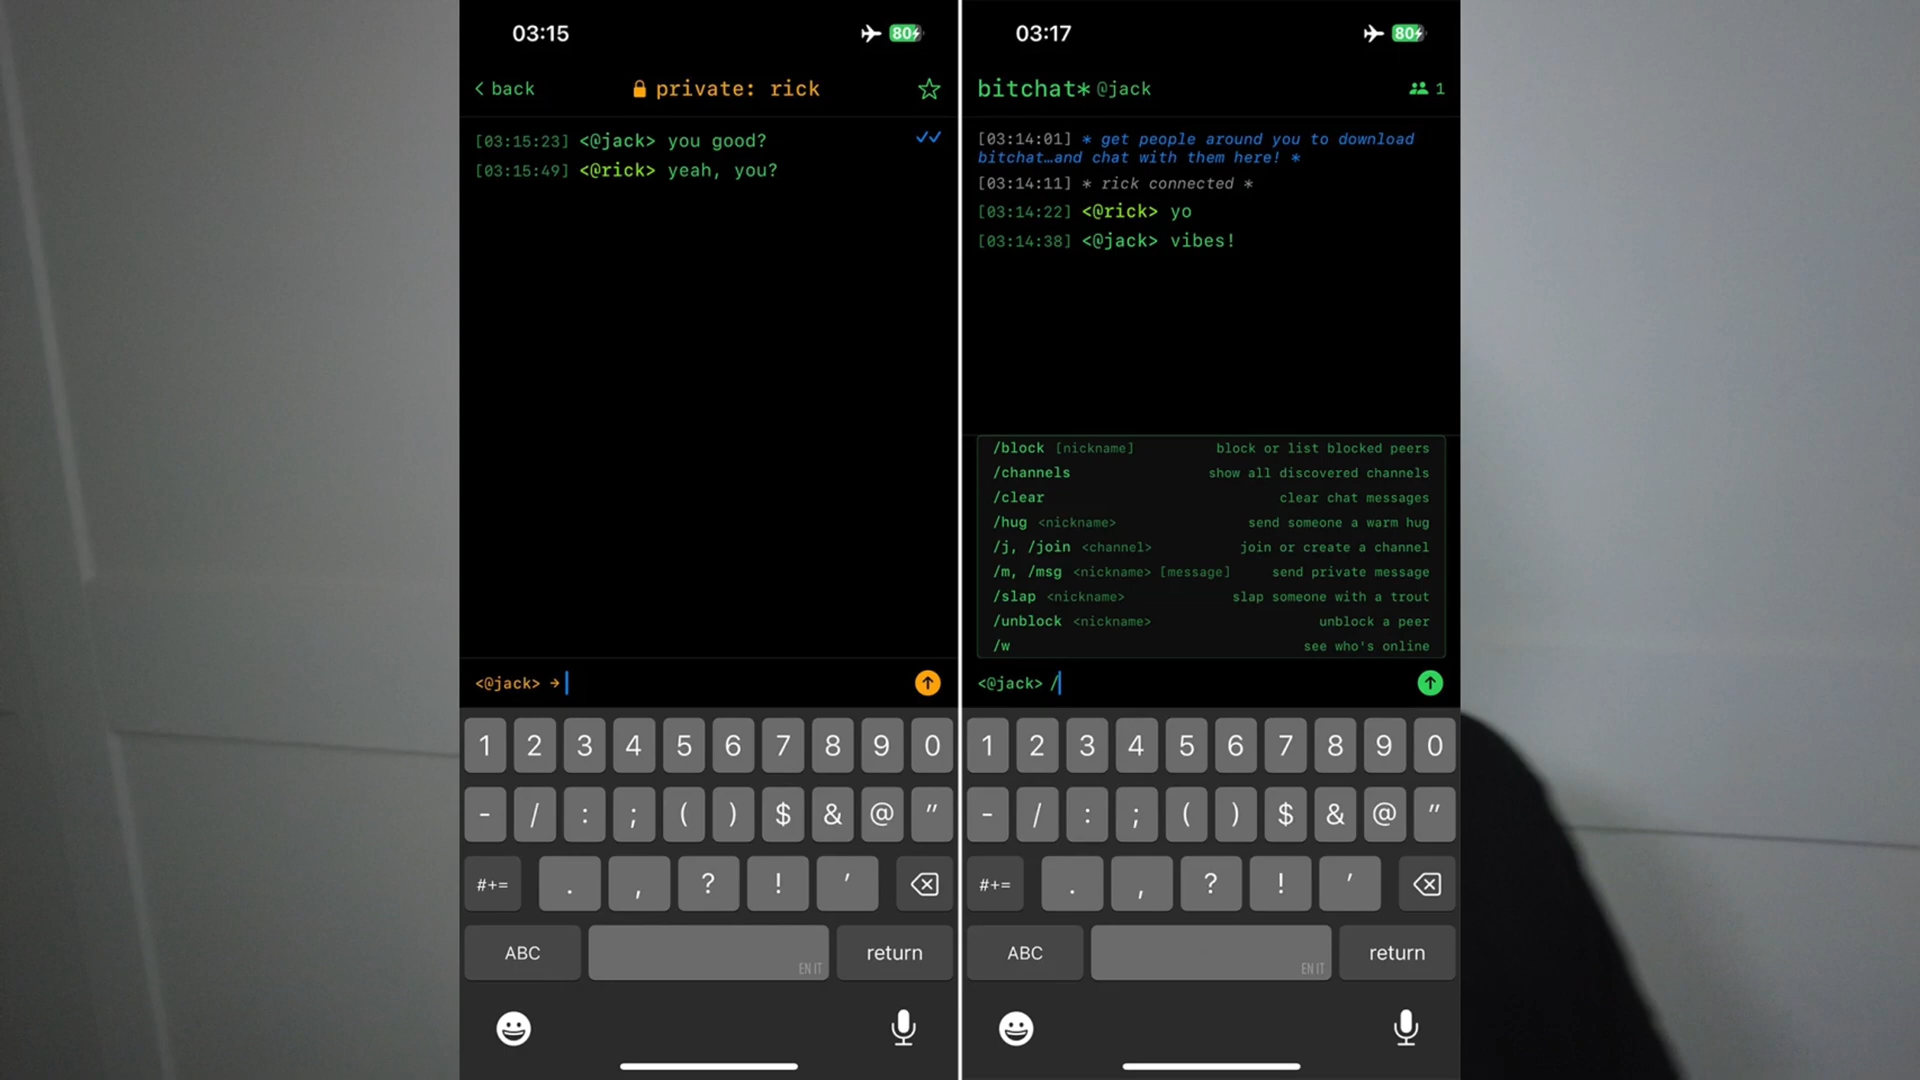 03:15
80
back
private: rick
[03:15:23] <@jack> you good?
[03:15:49] <@rick> yeah, you?
<@jack> →
1 2 3 4 5 6 7 8 9 0
- / : ; ( ) $ & @ "
#+= . , ? ! '
ABC EN IT return
03:17
80
bitchat* @jack 1
[03:14:01] * get people around you to download
bitchat…and chat with them here! *
[03:14:11] * rick connected *
[03:14:22] <@rick> yo
[03:14:38] <@jack> vibes!
/block [nickname] block or list blocked peers
/channels show all discovered channels
/clear clear chat messages
/hug <nickname> send someone a warm hug
/j, /join <channel> join or create a channel
/m, /msg <nickname> [message] send private message
/slap <nickname> slap someone with a trout
/unblock <nickname> unblock a peer
/w see who's online
<@jack> /
1 2 3 4 5 6 7 8 9 0
- / : ; ( ) $ & @ "
#+= . , ? ! '
ABC EN IT return